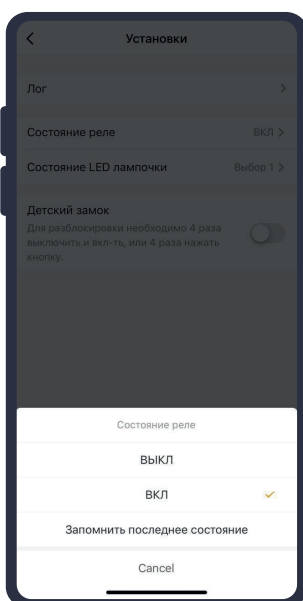 Установки
Лог
Состояние реле ВКЛ
Состояние LED лампочки Выбор 1
Детский замок
Для разблокировки необходимо 4 раза
выключить и вкл-ть, или 4 раза нажать
кнопку.
Состояние реле
ВЫКЛ
ВКЛ
Запомнить последнее состояние
Cancel